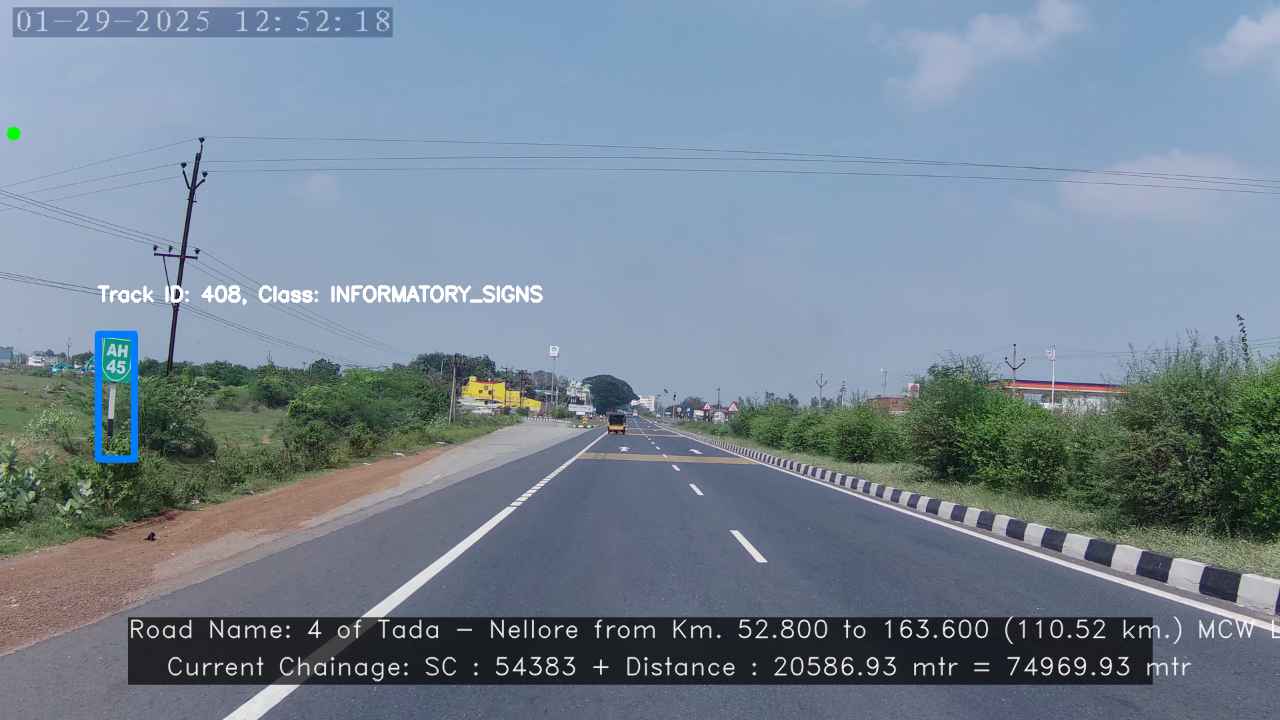 01-29-2025 12:52:18
Track ID: 408, Class: INFORMATORY_SIGNS
AH
45
Road Name: 4 of Tada - Nellore from Km. 52.800 to 163.600 (110.52 km.) MCW
Current Chainage: SC : 54383 + Distance : 20586.93 mtr = 74969.93 mtr